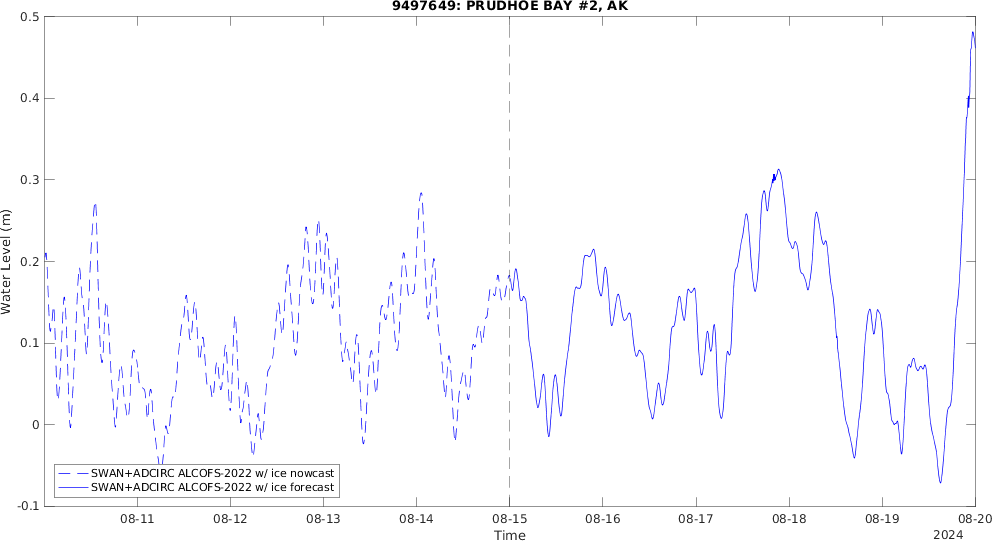 9497649: PRUDHOE BAY #2, AK
0.5
0.4
0.3
0.2
0.1
0
-0.1
Water Level (m)
SWAN+ADCIRC ALCOFS-2022 w/ ice nowcast
SWAN+ADCIRC ALCOFS-2022 w/ ice forecast
08-11 08-12 08-13 08-14 08-15 08-16 08-17 08-18 08-19 08-20
Time
2024